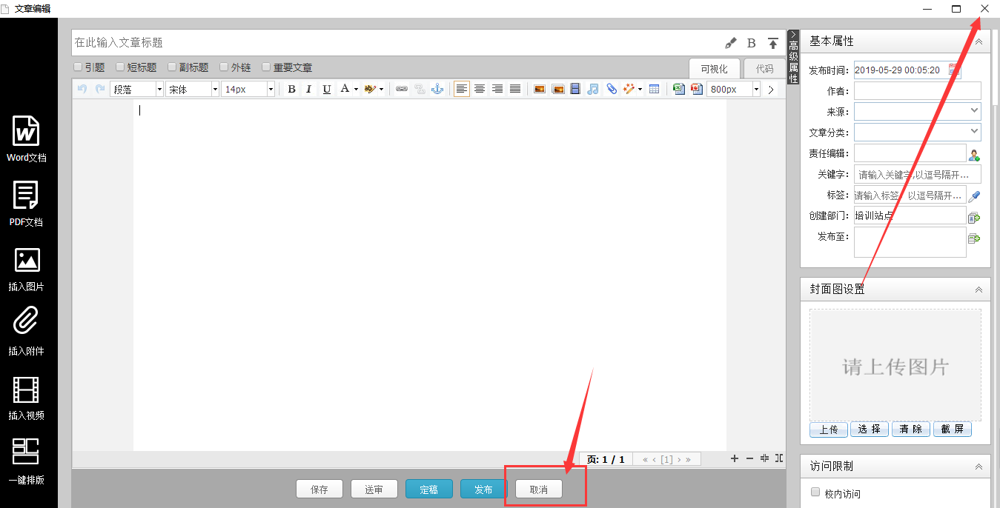 文章编辑
在此输入文章标题
B
引题 短标题 副标题 外链 重要文章
可视化 代码
段落 宋体 14px B I U A ab 800px
Word文档
PDF文档
插入图片
插入附件
插入视频
一键排版
页: 1 / 1 « ‹ [1] › »
保存 送审 定稿 发布 取消
高级属性
基本属性
发布时间: 2019-05-29 00:05:20
作者:
来源:
文章分类:
责任编辑:
关键字: 请输入关键字,以逗号隔开...
标签: 请输入标签，以逗号隔开...
创建部门: 培训站点
发布至:
封面图设置
请上传图片
上传 选择 清除 截屏
访问限制
校内访问